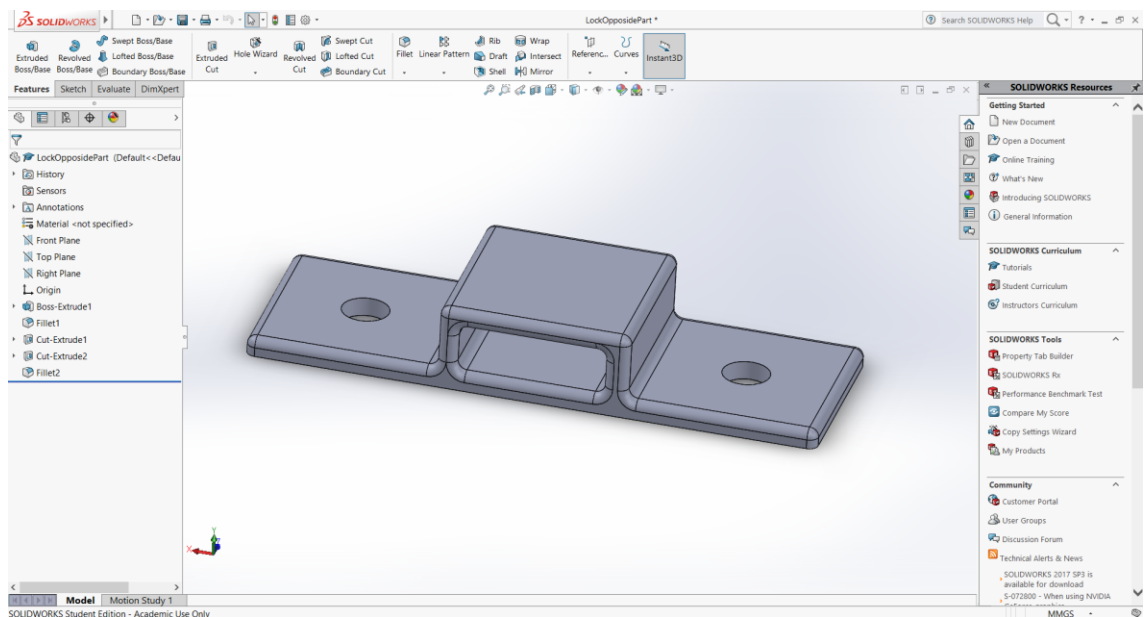 SOLIDWORKS
LockOpposidePart *
Search SOLIDWORKS Help
Extruded Boss/Base
Revolved Boss/Base
Swept Boss/Base
Lofted Boss/Base
Boundary Boss/Base
Extruded Cut
Hole Wizard
Revolved Cut
Swept Cut
Lofted Cut
Boundary Cut
Fillet
Linear Pattern
Rib
Draft
Shell
Wrap
Intersect
Mirror
Referenc...
Curves
Instant3D
Features Sketch Evaluate DimXpert
LockOpposidePart (Default<<Defau
History
Sensors
Annotations
Material <not specified>
Front Plane
Top Plane
Right Plane
Origin
Boss-Extrude1
Fillet1
Cut-Extrude1
Cut-Extrude2
Fillet2
Y
X
SOLIDWORKS Resources
Getting Started
New Document
Open a Document
Online Training
What's New
Introducing SOLIDWORKS
General Information
SOLIDWORKS Curriculum
Tutorials
Student Curriculum
Instructors Curriculum
SOLIDWORKS Tools
Property Tab Builder
SOLIDWORKS Rx
Performance Benchmark Test
Compare My Score
Copy Settings Wizard
My Products
Community
Customer Portal
User Groups
Discussion Forum
Technical Alerts & News
SOLIDWORKS 2017 SP3 is
available for download
S-072800 - When using NVIDIA
Model Motion Study 1
SOLIDWORKS Student Edition - Academic Use Only
MMGS